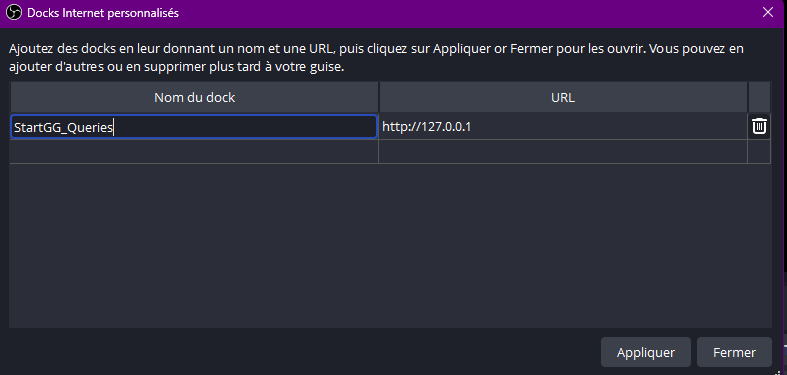 Docks Internet personnalisés
Ajoutez des docks en leur donnant un nom et une URL, puis cliquez sur Appliquer or Fermer pour les ouvrir. Vous pouvez en
ajouter d'autres ou en supprimer plus tard à votre guise.
Nom du dock URL
StartGG_Queries http://127.0.0.1
Appliquer Fermer